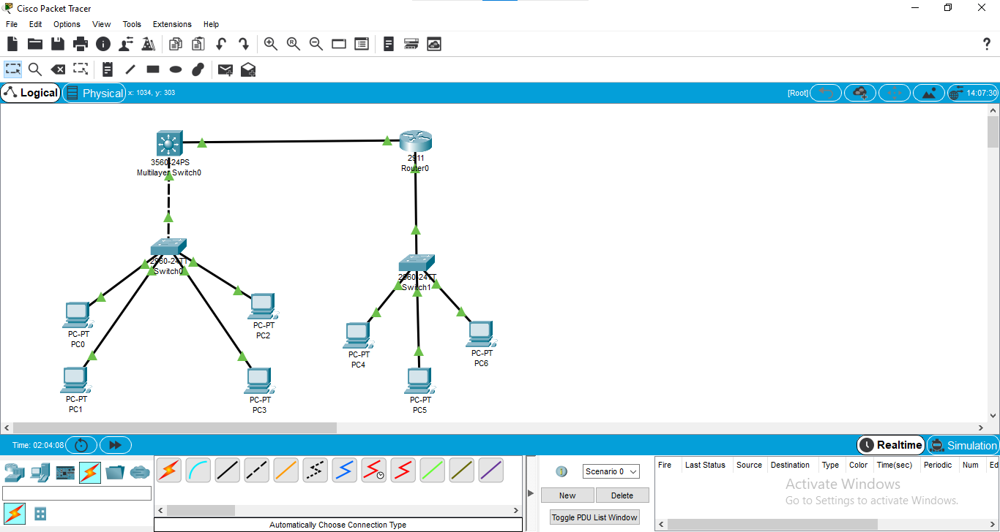 Cisco Packet Tracer
File Edit Options View Tools Extensions Help
?
Logical Physical x: 1034, y: 303 [Root] 14:07:30
3560-24PS
Multilayer Switch0
2911
Router0
2960-24TT
Switch0
2960-24TT
Switch1
PC-PT
PC0
PC-PT
PC2
PC-PT
PC4
PC-PT
PC6
PC-PT
PC1
PC-PT
PC3
PC-PT
PC5
Time: 02:04:08 Realtime Simulation
Scenario 0
New Delete
Toggle PDU List Window
Fire Last Status Source Destination Type Color Time(sec) Periodic Num Ed
Activate Windows
Go to Settings to activate Windows.
Automatically Choose Connection Type